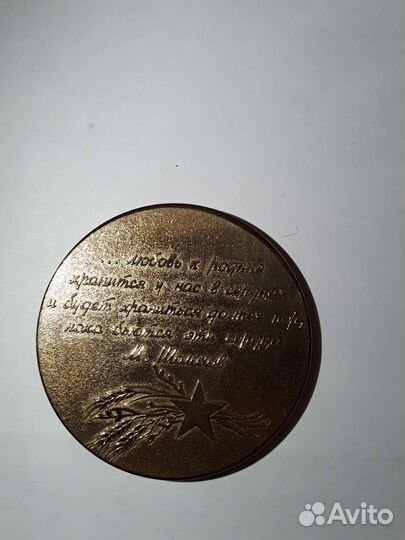 ... любовь к родине
хранится у нас в сердцах
и будет храниться до тех пор,
пока бьются эти сердца
М. Шолохов
Avito